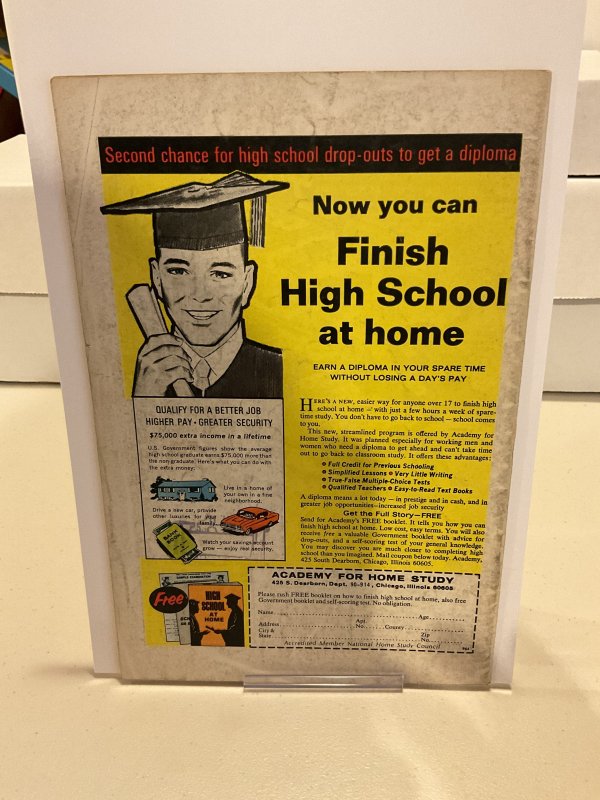 Second chance for high school drop-outs to get a diploma
Now you can
Finish
High School
at home
EARN A DIPLOMA IN YOUR SPARE TIME
WITHOUT LOSING A DAY'S PAY
HERE'S A NEW, easier way for anyone over 17 to finish high
school at home — with just a few hours a week of spare-
time study. You don't have to go back to school — school comes
to you.
This new, streamlined program is offered by Academy for
Home Study. It was planned especially for working men and
women who need a diploma to get ahead and can't take time
out to go back to classroom study. It offers these advantages:
• Full Credit for Previous Schooling
• Simplified Lessons • Very Little Writing
• True-False Multiple-Choice Tests
• Qualified Teachers • Easy-to-Read Text Books
A diploma means a lot today — in prestige and in cash, and in
greater job opportunities—increased job security
Get the Full Story—FREE
Send for Academy's FREE booklet. It tells you how you can
finish high school at home. Low cost, easy terms. You will also
receive free a valuable Government booklet with advice for
drop-outs, and a self-scoring test of your general knowledge.
You may discover you are much closer to completing high
school than you imagined. Mail coupon below today. Academy,
425 South Dearborn, Chicago, Illinois 60605.
QUALIFY FOR A BETTER JOB
HIGHER PAY • GREATER SECURITY
$75,000 extra income in a lifetime
U.S. Government figures show the average
high school graduate earns $75,000 more than
the non-graduate. Here's what you can do with
the extra money:
Live in a home of
your own in a fine
neighborhood.
Drive a new car, provide
other luxuries for your
family.
BANK
Watch your savings account
grow — enjoy real security.
Free
SAMPLE EXAMINATION
HIGH
SCHOOL
AT
HOME
ACADEMY FOR HOME STUDY
425 S. Dearborn, Dept. 96-914, Chicago, Illinois 60605
Please rush FREE booklet on how to finish high school at home, also free
Government booklet and self-scoring test. No obligation.
Name Age
Address Apt. No. County
City & State Zip No.
Accredited Member National Home Study Council